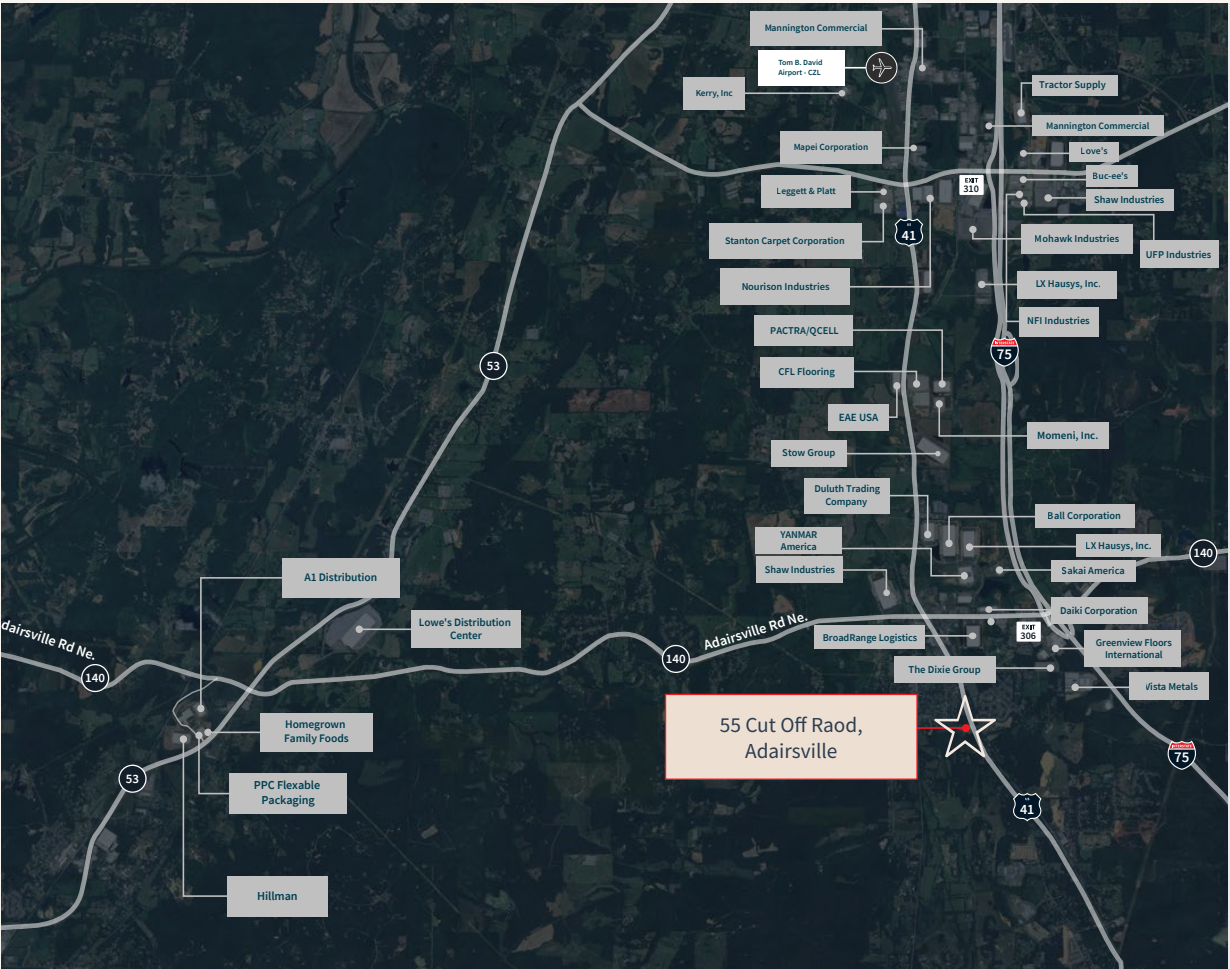 Mannington Commercial
Tom B. David
Airport - CZL
Kerry, Inc
Tractor Supply
Mannington Commercial
Mapei Corporation
Love's
Buc-ee's
EXIT
310
Leggett & Platt
Shaw Industries
US
41
Stanton Carpet Corporation
Mohawk Industries
UFP Industries
Nourison Industries
LX Hausys, Inc.
NFI Industries
PACTRA/QCELL
INTERSTATE
75
53
CFL Flooring
EAE USA
Momeni, Inc.
Stow Group
Duluth Trading
Company
Ball Corporation
YANMAR
America
LX Hausys, Inc.
140
Shaw Industries
Sakai America
A1 Distribution
Daiki Corporation
Lowe's Distribution
Center
Adairsville Rd Ne.
BroadRange Logistics
EXIT
306
dairsville Rd Ne.
Greenview Floors
International
140
The Dixie Group
140
Vista Metals
55 Cut Off Raod,
Adairsville
Homegrown
Family Foods
INTERSTATE
75
53
PPC Flexable
Packaging
US
41
Hillman